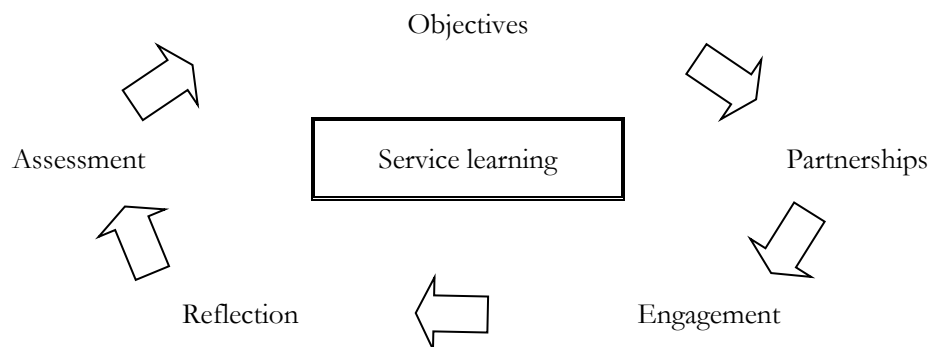 Objectives
Assessment
Service learning
Partnerships
Reflection
Engagement